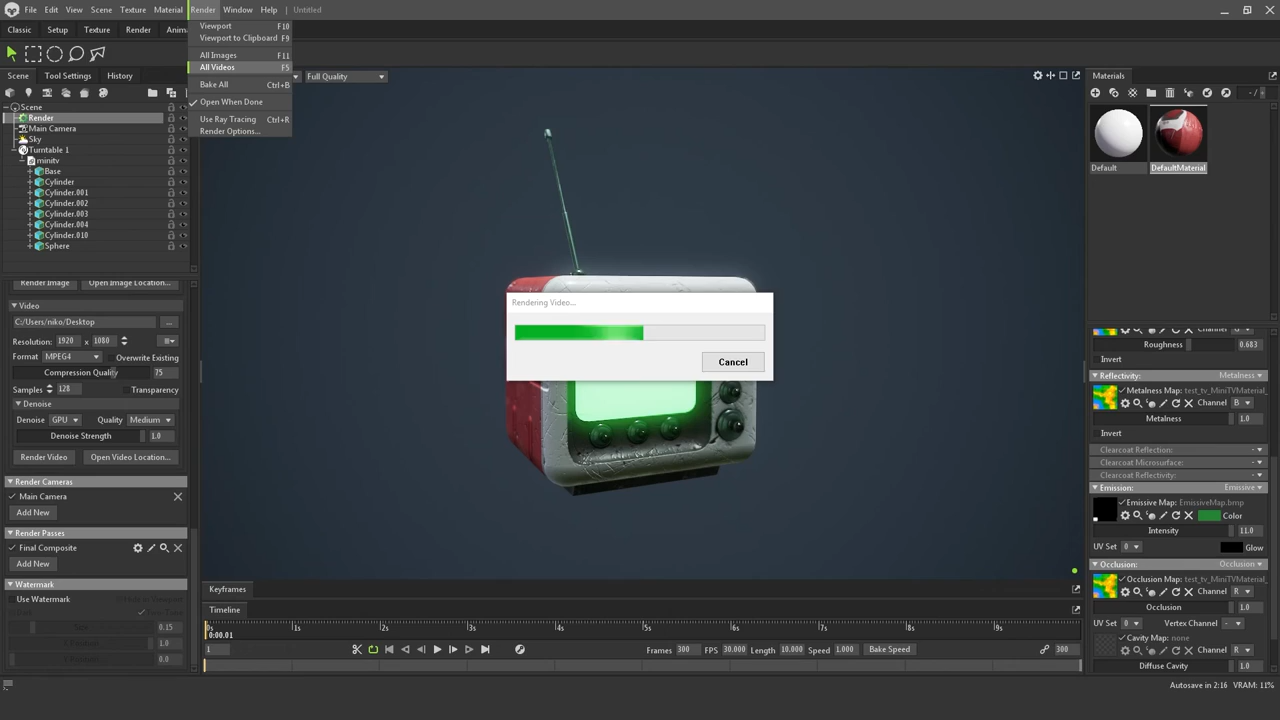 File Edit View Scene Texture Material Render Window Help | Untitled
Classic Setup Texture Render Anima
Viewport F10
Viewport to Clipboard F9
All Images F11
All Videos F5
Bake All Ctrl+B
Open When Done
Use Ray Tracing Ctrl+R
Render Options...
Scene Tool Settings History
Full Quality
Scene
Render
Main Camera
Sky
Turntable 1
minitv
Base
Cylinder
Cylinder.001
Cylinder.002
Cylinder.003
Cylinder.004
Cylinder.010
Sphere
Render Image Open Image Location...
Video
C:/Users/niko/Desktop ...
Resolution: 1920 x 1080
Format MPEG4 Overwrite Existing
Compression Quality 75
Samples 128 Transparency
Denoise
Denoise GPU Quality Medium
Denoise Strength 1.0
Render Video Open Video Location...
Render Cameras
Main Camera
Add New
Render Passes
Final Composite
Add New
Watermark
Use Watermark
0.15
1.0
0.0
Rendering Video...
Cancel
Keyframes
Timeline
0s 1s 2s 3s 4s 5s 6s 7s 8s 9s
0:00.01
1 Frames 300 FPS 30.000 Length 10.000 Speed 1.000 Bake Speed 300
Materials
Default DefaultMaterial
Channel G
Roughness 0.683
Invert
Reflectivity: Metalness
Metalness Map: test_tv_MiniTVMaterial_
Channel B
Metalness 1.0
Invert
Clearcoat Reflection:
Clearcoat Microsurface:
Clearcoat Reflectivity:
Emission: Emissive
Emissive Map: EmissiveMap.bmp
Color
Intensity 11.0
UV Set 0 Glow
Occlusion: Occlusion
Occlusion Map: test_tv_MiniTVMaterial_
Channel R
Occlusion 1.0
UV Set 0 Vertex Channel -
Cavity Map: none
Channel R
Diffuse Cavity 1.0
Autosave in 2:16 VRAM: 11%